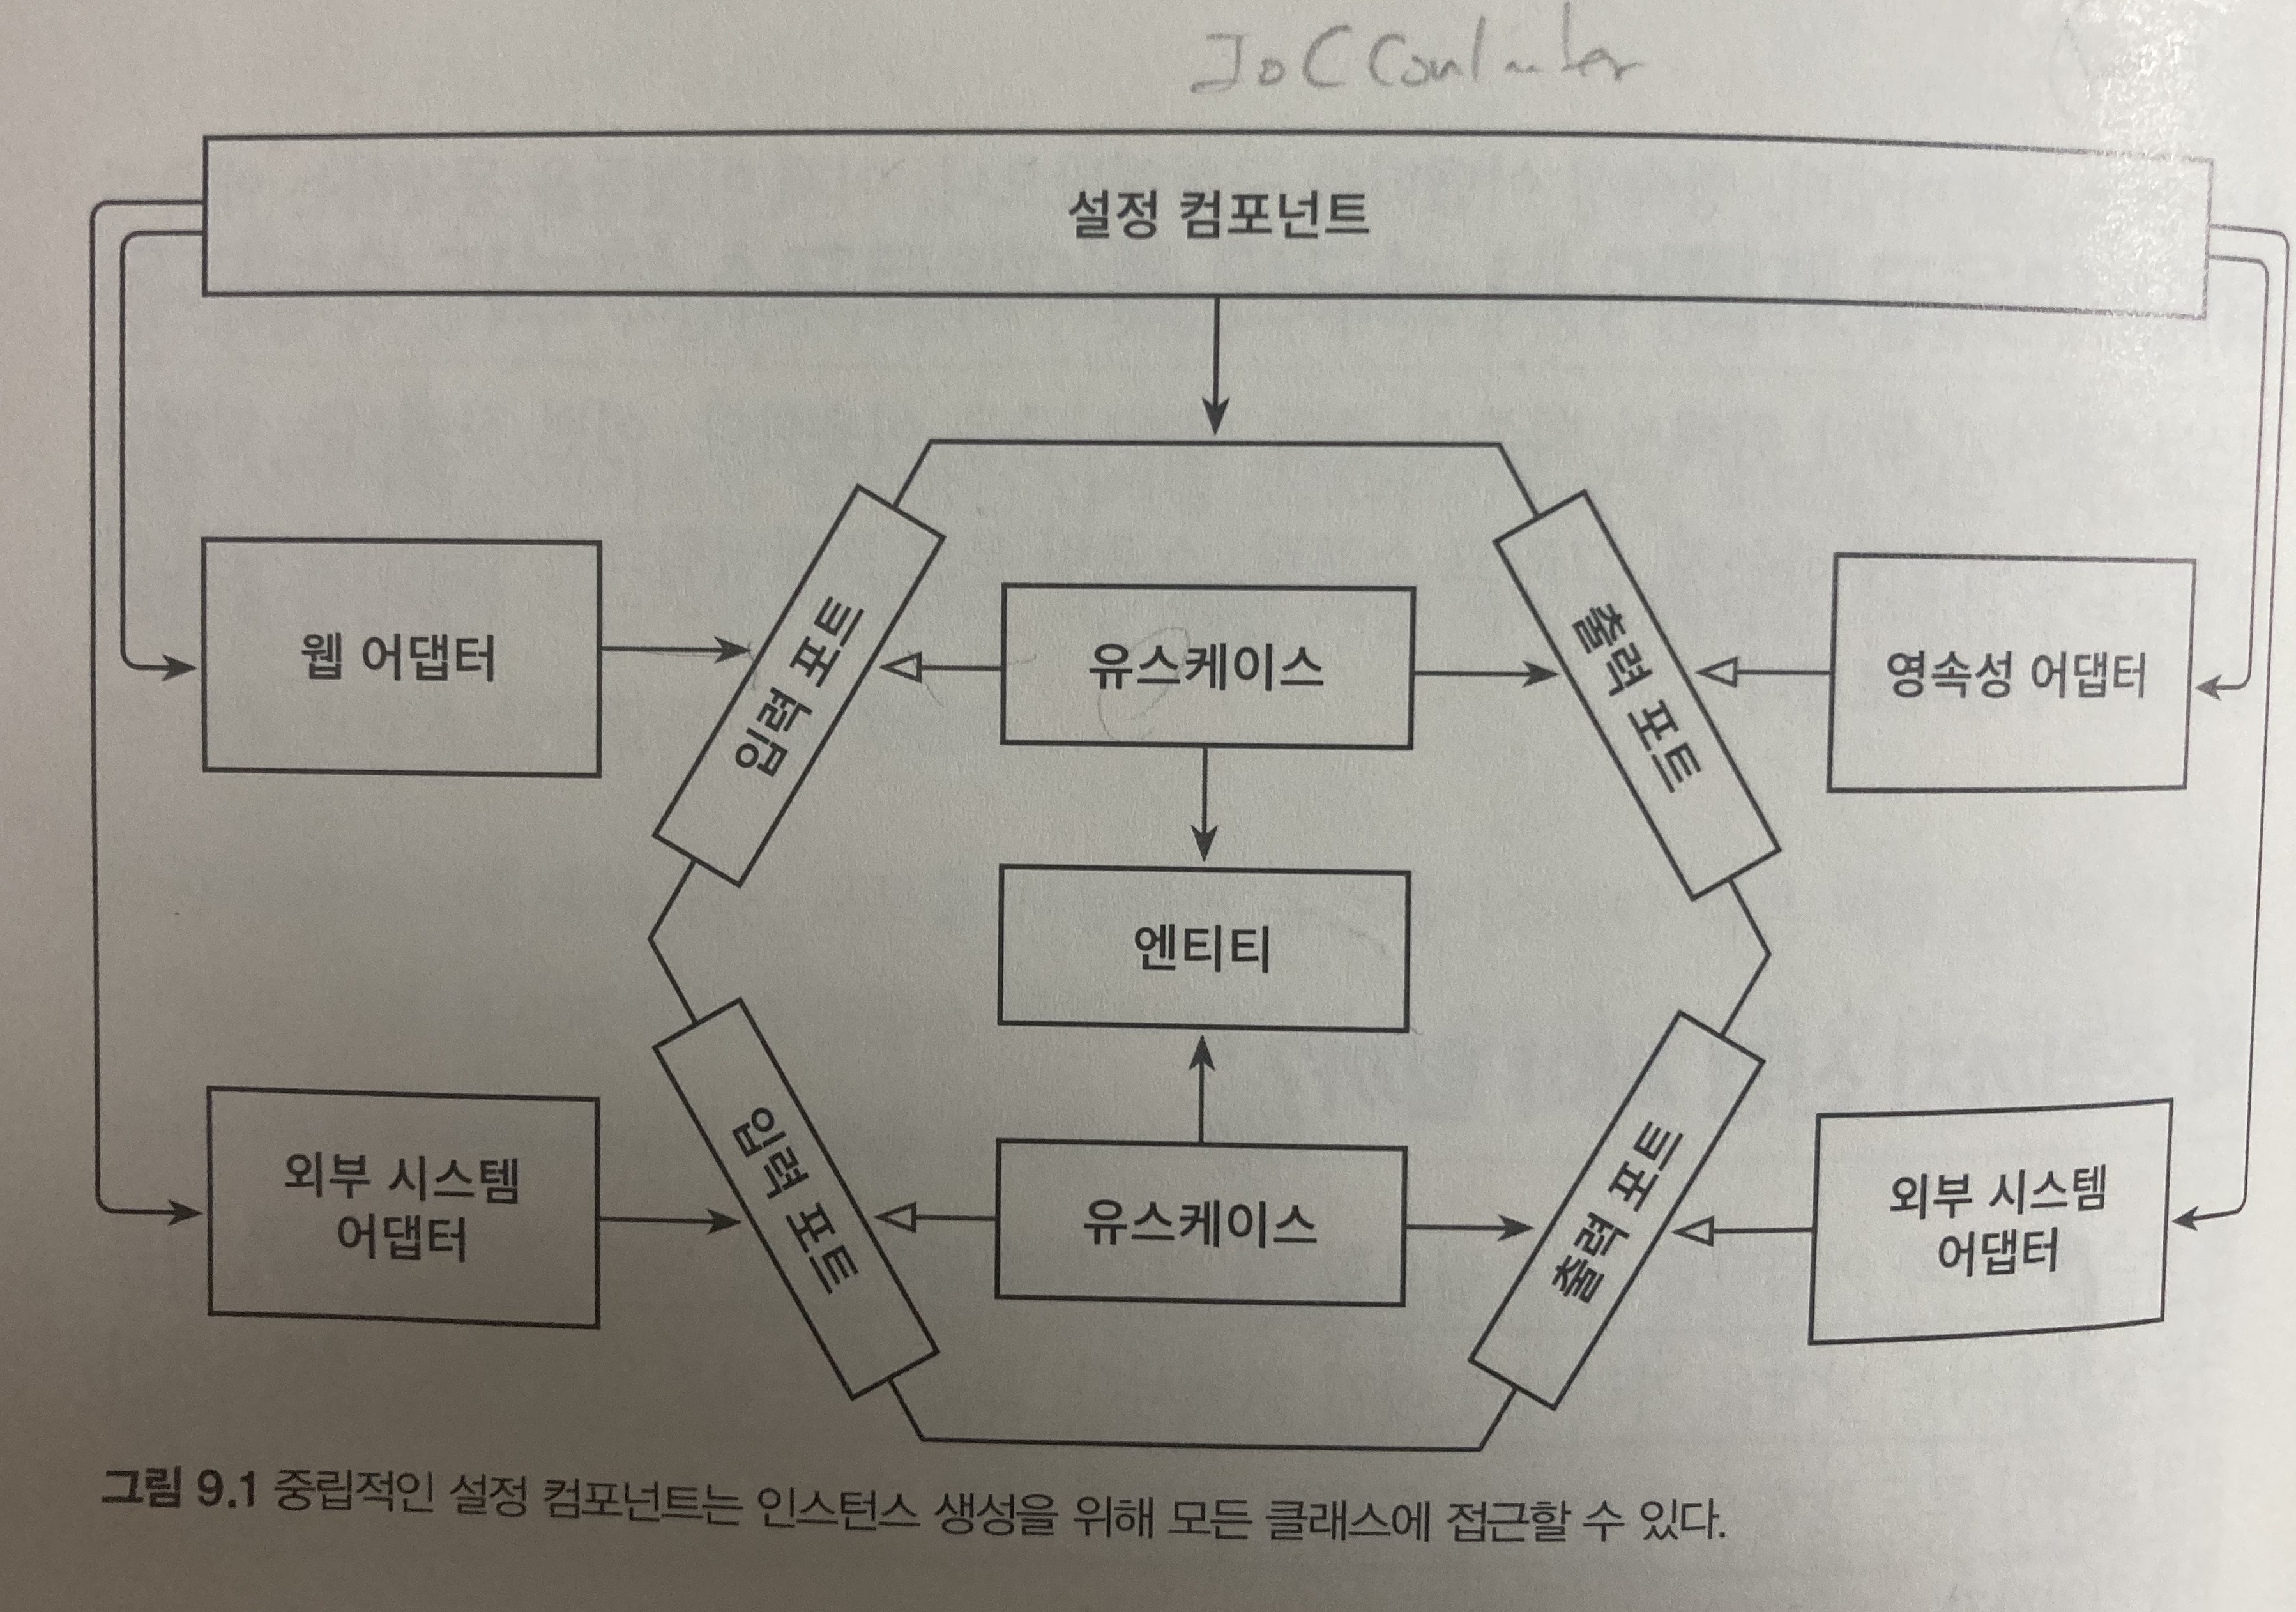 설정 컴포넌트
웹 어댑터
입력 포트
유스케이스
출력 포트
영속성 어댑터
엔티티
외부 시스템
어댑터
입력 포트
유스케이스
출력 포트
외부 시스템
어댑터
그림 9.1 중립적인 설정 컴포넌트는 인스턴스 생성을 위해 모든 클래스에 접근할 수 있다.